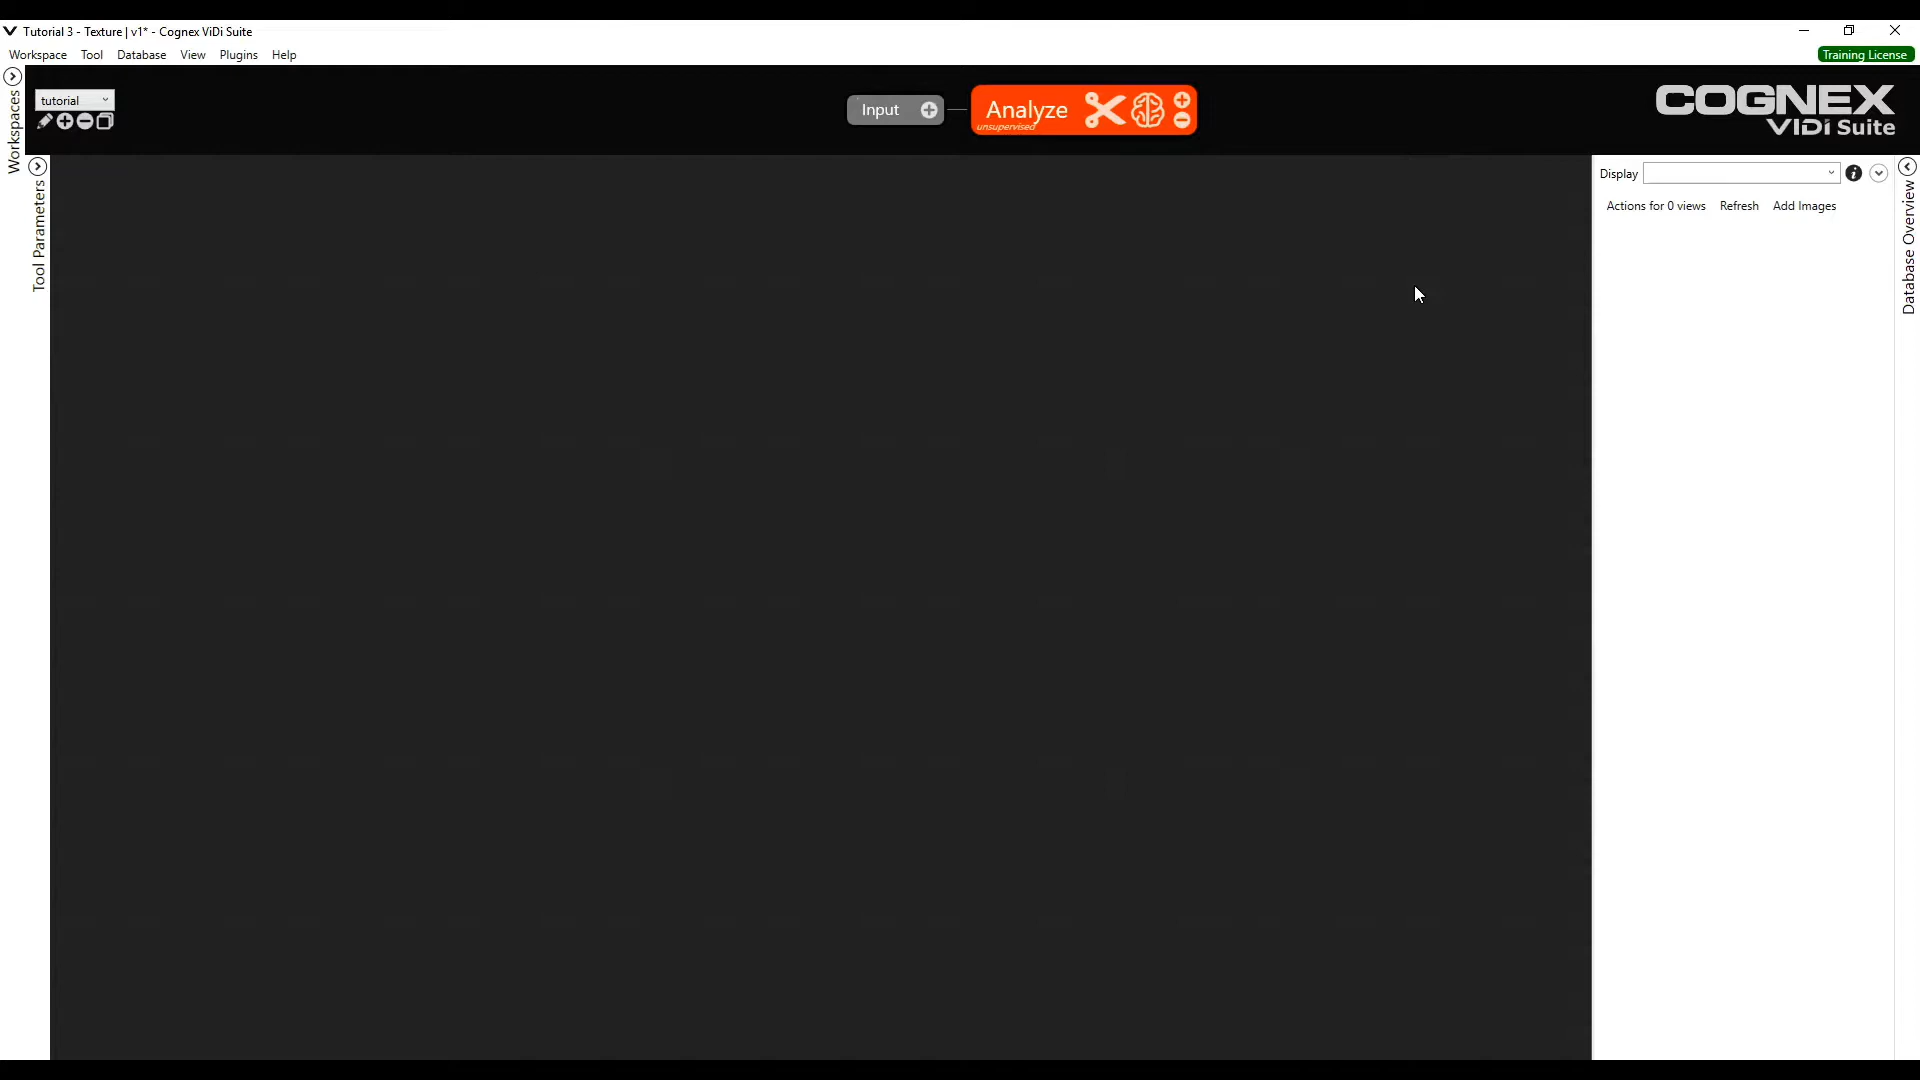 Tutorial 3 - Texture | v1* - Cognex ViDi Suite
Workspace Tool Database View Plugins Help
Training License
Workspaces
tutorial
Input
Analyze
unsupervised
COGNEX
ViDi Suite
Tool Parameters
Display
Actions for 0 views Refresh Add Images
Database Overview